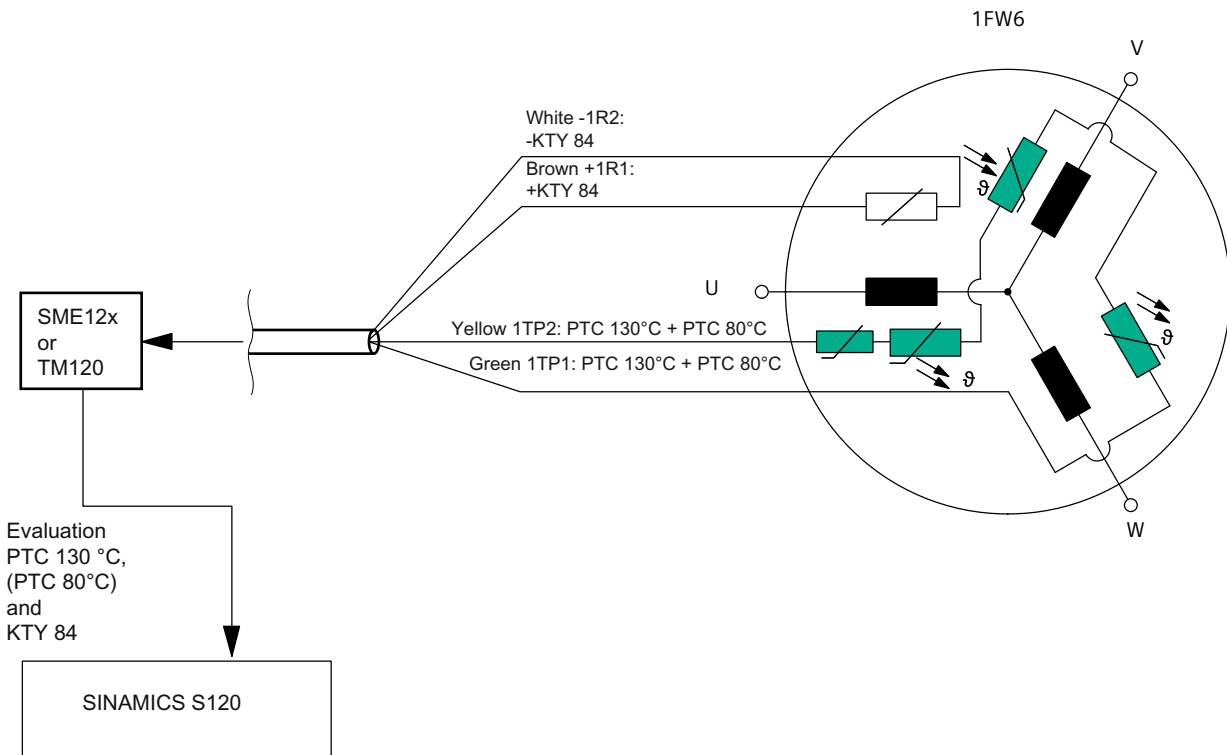 1FW6
V
White -1R2:
-KTY 84
Brown +1R1:
+KTY 84
ϑ
U
SME12x
or
TM120
Yellow 1TP2: PTC 130°C + PTC 80°C
Green 1TP1: PTC 130°C + PTC 80°C
ϑ
ϑ
W
Evaluation
PTC 130 °C,
(PTC 80°C)
and
KTY 84
SINAMICS S120